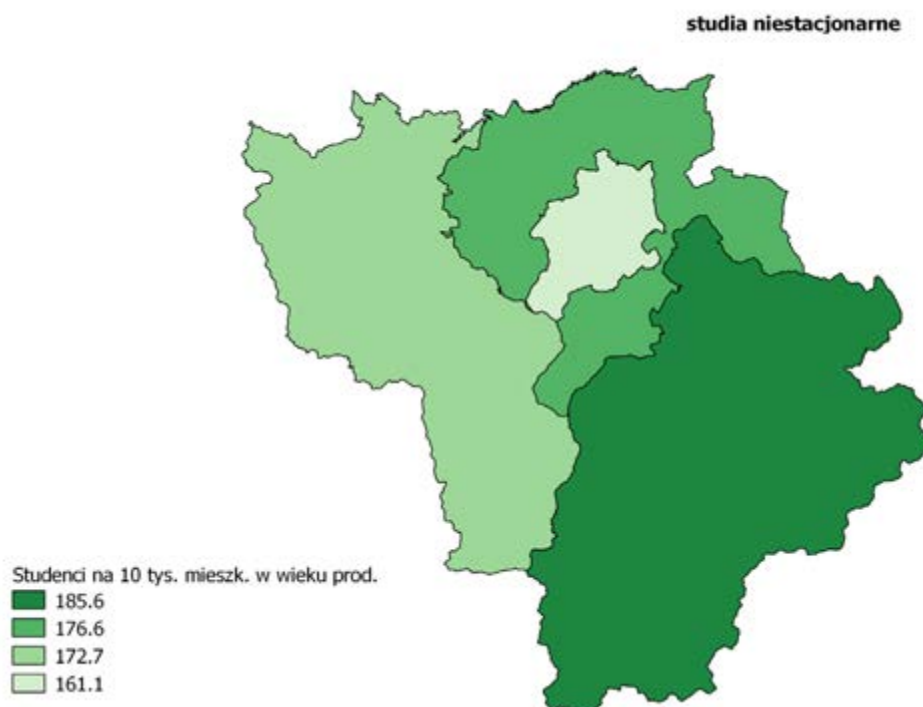 studia niestacjonarne
Studenci na 10 tys. mieszk. w wieku prod.
185.6
176.6
172.7
161.1